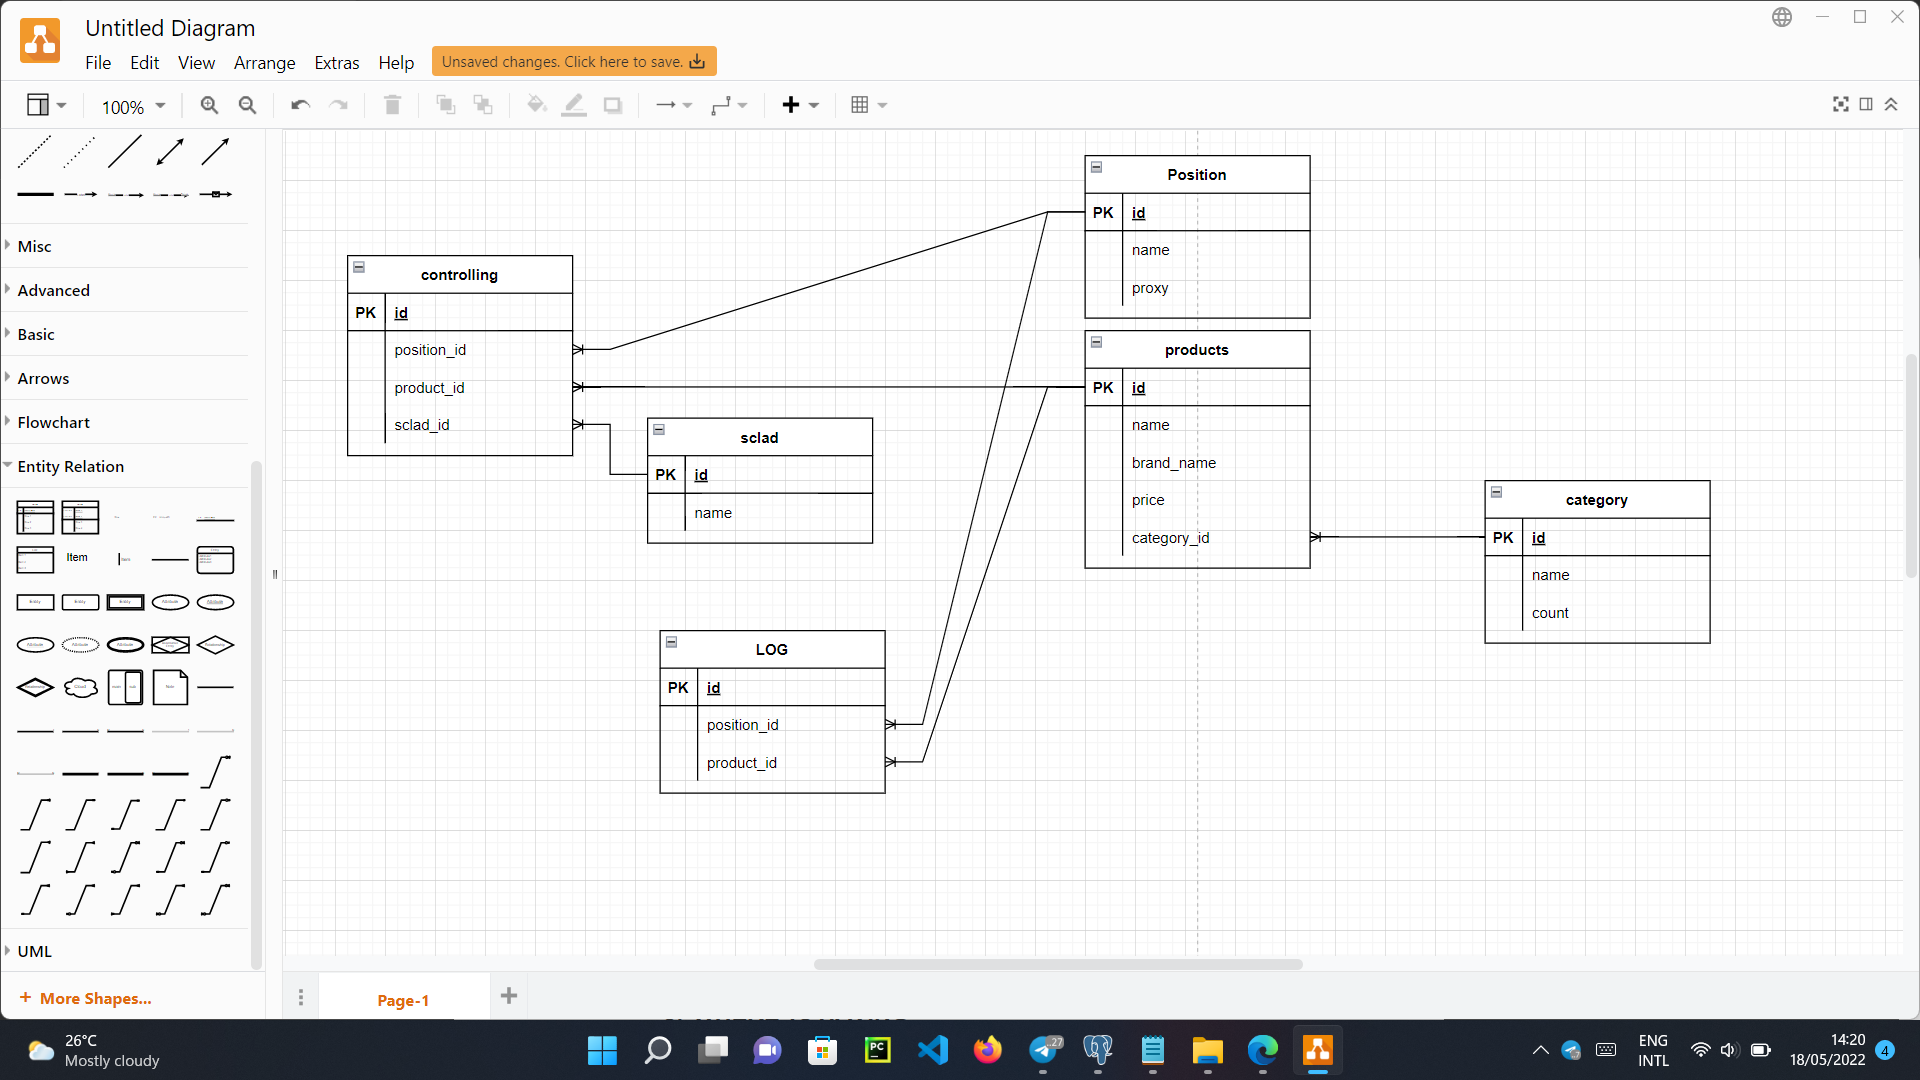 Untitled Diagram
File Edit View Arrange Extras Help Unsaved changes. Click here to save.
100%
Misc
Advanced
Basic
Arrows
Flowchart
Entity Relation
Item
UML
+ More Shapes...
Position
PK id
name
proxy
controlling
PK id
position_id
product_id
sclad_id
products
PK id
name
brand_name
price
category_id
sclad
PK id
name
category
PK id
name
count
LOG
PK id
position_id
product_id
Page-1
26°C
Mostly cloudy
PC
27
ENG
INTL
14:20
18/05/2022
4